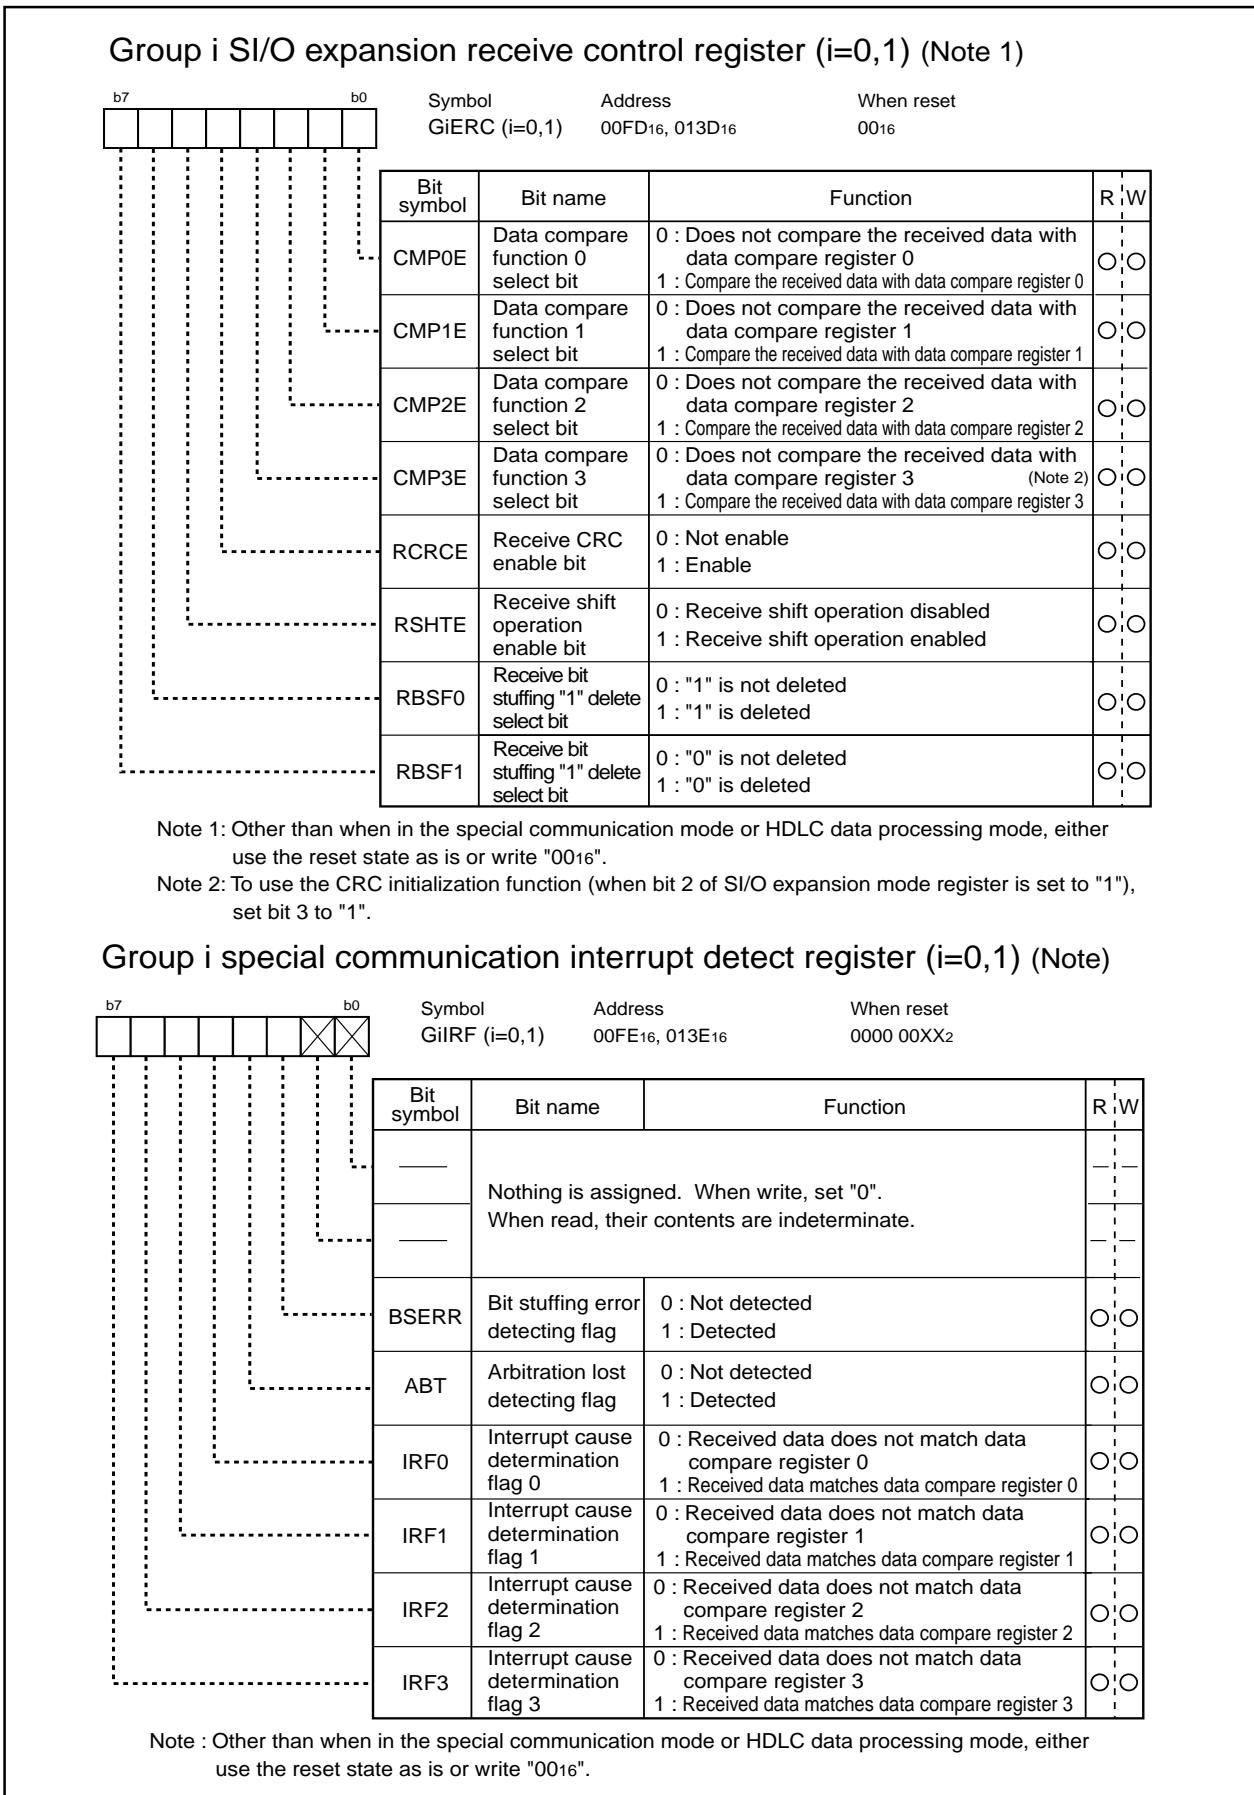 Group i SI/O expansion receive control register (i=0,1) (Note 1)
b7 b0 Symbol Address When reset
GiERC (i=0,1) 00FD16, 013D16 0016
Bit symbol Bit name Function R W
CMP0E
Data compare function 0 select bit
0 : Does not compare the received data with
data compare register 0
1 : Compare the received data with data compare register 0
CMP1E
Data compare function 1 select bit
0 : Does not compare the received data with
data compare register 1
1 : Compare the received data with data compare register 1
CMP2E
Data compare function 2 select bit
0 : Does not compare the received data with
data compare register 2
1 : Compare the received data with data compare register 2
CMP3E
Data compare function 3 select bit
0 : Does not compare the received data with
data compare register 3 (Note 2)
1 : Compare the received data with data compare register 3
RCRCE
Receive CRC enable bit
0 : Not enable
1 : Enable
RSHTE
Receive shift operation enable bit
0 : Receive shift operation disabled
1 : Receive shift operation enabled
RBSF0
Receive bit stuffing "1" delete select bit
0 : "1" is not deleted
1 : "1" is deleted
RBSF1
Receive bit stuffing "1" delete select bit
0 : "0" is not deleted
1 : "0" is deleted
Note 1: Other than when in the special communication mode or HDLC data processing mode, either
use the reset state as is or write "0016".
Note 2: To use the CRC initialization function (when bit 2 of SI/O expansion mode register is set to "1"),
set bit 3 to "1".
Group i special communication interrupt detect register (i=0,1) (Note)
b7 b0 Symbol Address When reset
GiIRF (i=0,1) 00FE16, 013E16 0000 00XX2
Bit symbol Bit name Function R W
Nothing is assigned. When write, set "0".
When read, their contents are indeterminate.
BSERR
Bit stuffing error detecting flag
0 : Not detected
1 : Detected
ABT
Arbitration lost detecting flag
0 : Not detected
1 : Detected
IRF0
Interrupt cause determination flag 0
0 : Received data does not match data
compare register 0
1 : Received data matches data compare register 0
IRF1
Interrupt cause determination flag 1
0 : Received data does not match data
compare register 1
1 : Received data matches data compare register 1
IRF2
Interrupt cause determination flag 2
0 : Received data does not match data
compare register 2
1 : Received data matches data compare register 2
IRF3
Interrupt cause determination flag 3
0 : Received data does not match data
compare register 3
1 : Received data matches data compare register 3
Note : Other than when in the special communication mode or HDLC data processing mode, either
use the reset state as is or write "0016".